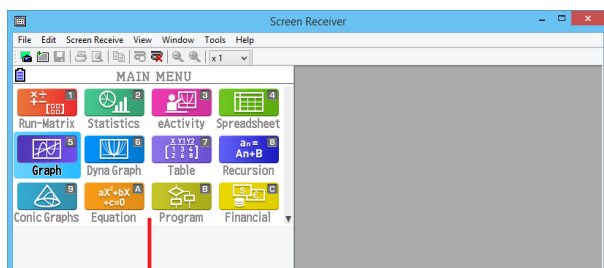 Screen Receiver
File Edit Screen Receive View Window Tools Help
x1
MAIN MENU
1 2 3 4
Run-Matrix Statistics eActivity Spreadsheet
5 6 7 8
an=
An+B
Graph Dyna Graph Table Recursion
9 A B C
aX²+bX
+c=0
Conic Graphs Equation Program Financial